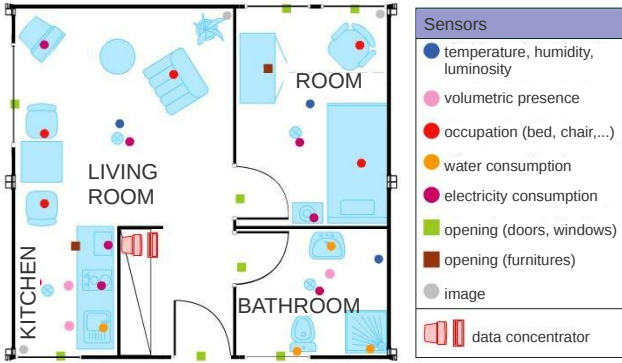 ROOM
LIVING
ROOM
KITCHEN
BATHROOM
Sensors
temperature, humidity,
luminosity
volumetric presence
occupation (bed, chair,...)
water consumption
electricity consumption
opening (doors, windows)
opening (furnitures)
image
data concentrator